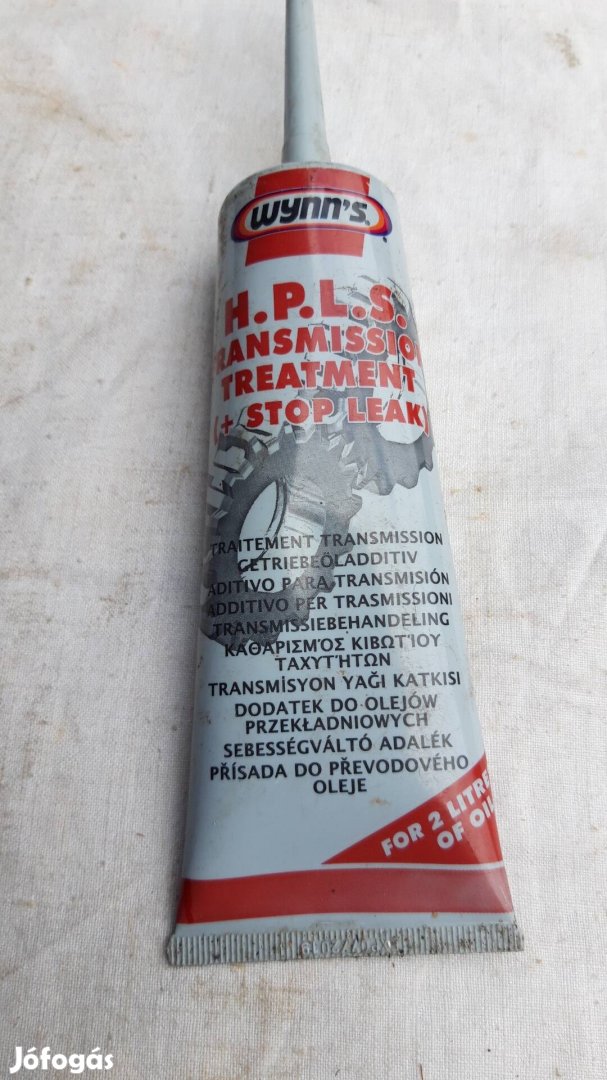 Wynn's.
H.P.L.S.
TRANSMISSION
TREATMENT
(+ STOP LEAK)
TRAITEMENT TRANSMISSION
GETRIEBEÖLADDITIV
ADITIVO PARA TRANSMISIÓN
ADDITIVO PER TRASMISSIONI
TRANSMISSIEBEHANDELING
ΚΑΘΑΡΙΣΜΌΣ ΚΙΒΩΤΊΟΥ
ΤΑΧΥΤΉΤΩΝ
TRANSMİSYON YAĞI KATKISI
DODATEK DO OLEJÓW
PRZEKŁADNIOWYCH
SEBESSÉGVÁLTÓ ADALÉK
PŘÍSADA DO PŘEVODOVÉHO
OLEJE
FOR 2 LITRE
OF OIL
Jófogás